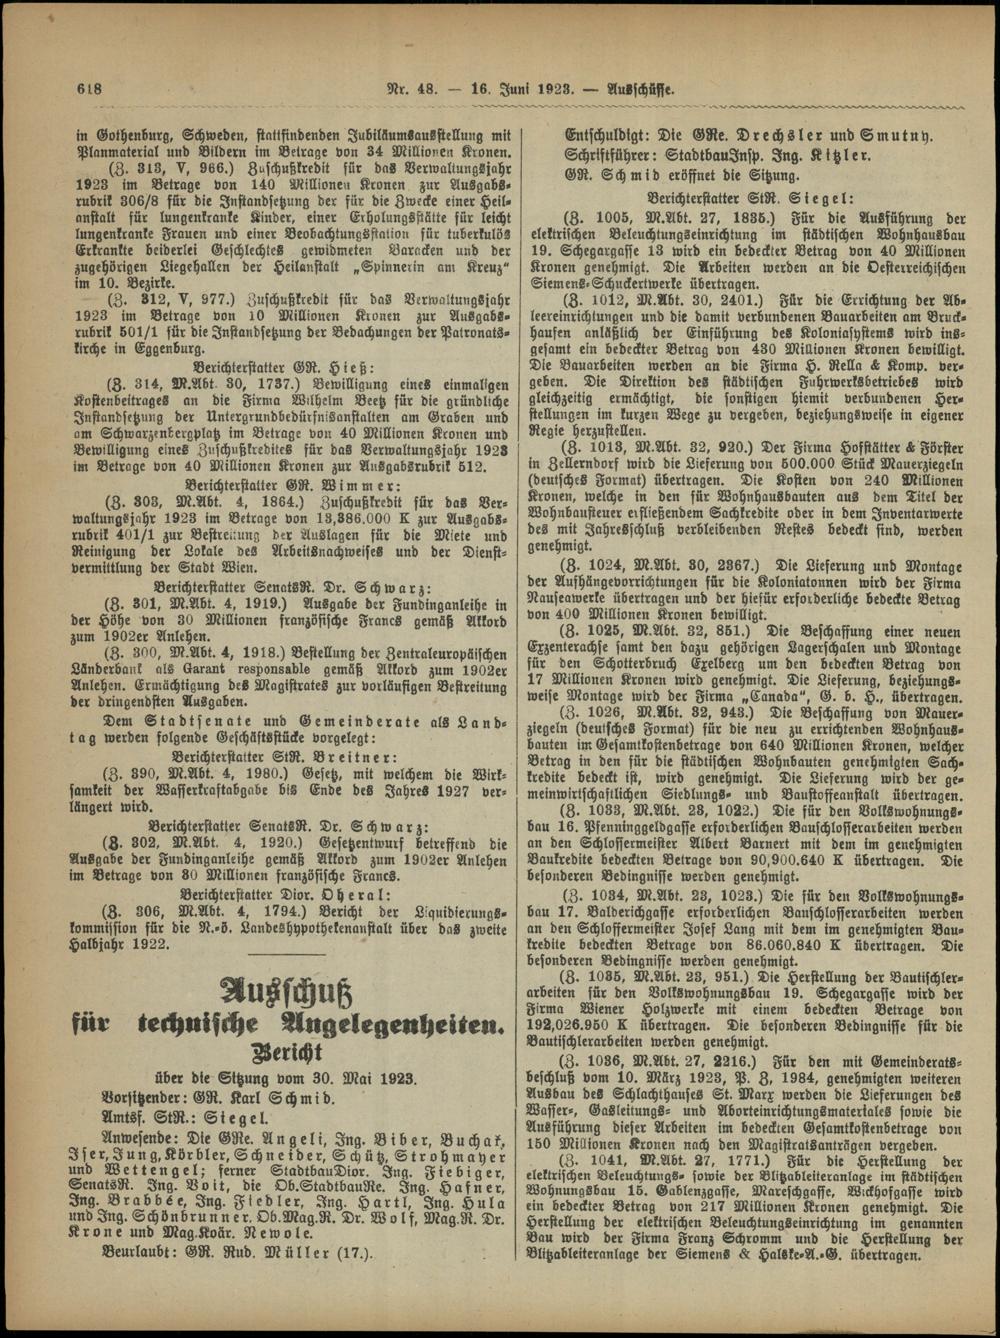 618
Nr. 48. — 16. Juni 1923. — Ausschüsse.
in Gothenburg, Schweden, stattfindenden Jubiläumsausstellung mit
Planmaterial und Bildern im Betrage von 34 Millionen Kronen.
(Z. 313, V, 966.) Zuschußkredit für das Verwaltungsjahr
1923 im Betrage von 140 Millionen Kronen zur Ausgabs-
rubrik 306/8 für die Instandsetzung der für die Zwecke einer Heil-
anstalt für lungenkranke Kinder, einer Erholungsstätte für leicht
lungenkranke Frauen und einer Beobachtungsstation für tuberkulös
Erkrankte beiderlei Geschlechtes gewidmeten Baracken und der
zugehörigen Liegehallen der Heilanstalt „Spinnerin am Kreuz"
im 10. Bezirke.
(Z. 312, V, 977.) Zuschußkredit für das Verwaltungsjahr
1923 im Betrage von 10 Millionen Kronen zur Ausgabs-
rubrik 501/1 für die Instandsetzung der Bedachungen der Patronats-
kirche in Eggenburg.
Berichterstatter GR. Hieß:
(Z. 314, M.Abt. 30, 1737.) Bewilligung eines einmaligen
Kostenbeitrages an die Firma Wilhelm Beetz für die gründliche
Instandsetzung der Untergrundbedürfnisanstalten am Graben und
am Schwarzenbergplatz im Betrage von 40 Millionen Kronen und
Bewilligung eines Zuschußkredites für das Verwaltungsjahr 1923
im Betrage von 40 Millionen Kronen zur Ausgabsrubrik 512.
Berichterstatter GR. Wimmer:
(Z. 303, M.Abt. 4, 1864.) Zuschußkredit für das Ver-
waltungsjahr 1923 im Betrage von 13,386.000 K zur Ausgabs-
rubrik 401/1 zur Bestreitung der Auslagen für die Miete und
Reinigung der Lokale des Arbeitsnachweises und der Dienst-
vermittlung der Stadt Wien.
Berichterstatter SenatsR. Dr. Schwarz:
(Z. 301, M.Abt. 4, 1919.) Ausgabe der Fundinganleihe in
der Höhe von 30 Millionen französische Francs gemäß Akkord
zum 1902er Anlehen.
(Z. 300, M.Abt. 4, 1918.) Bestellung der Zentraleuropäischen
Länderbank als Garant responsable gemäß Akkord zum 1902er
Anlehen. Ermächtigung des Magistrates zur vorläufigen Bestreitung
der dringendsten Ausgaben.
Dem Stadtsenate und Gemeinderate als Land-
tag werden folgende Geschäftsstücke vorgelegt:
Berichterstatter StR. Breitner:
(Z. 390, M.Abt. 4, 1980.) Gesetz, mit welchem die Wirk-
samkeit der Wasserkraftabgabe bis Ende des Jahres 1927 ver-
längert wird.
Berichterstatter SenatsR. Dr. Schwarz:
(Z. 302, M.Abt. 4, 1920.) Gesetzentwurf betreffend die
Ausgabe der Fundinganleihe gemäß Akkord zum 1902er Anlehen
im Betrage von 30 Millionen französische Francs.
Berichterstatter Dior. Oberal:
(Z. 306, M.Abt. 4, 1794.) Bericht der Liquidierungs-
kommission für die N.-ö. Landeshypothekenanstalt über das zweite
Halbjahr 1922.
Ausschuß
für technische Angelegenheiten.
Bericht
über die Sitzung vom 30. Mai 1923.
Vorsitzender: GR. Karl Schmid.
Amtsf. StR.: Siegel.
Anwesende: Die GRe. Angeli, Ing. Biber, Buchak,
Iser, Jung, Körbler, Schneider, Schütz, Strohmayer
und Wettengel; ferner StadtbauDior. Ing. Fiebiger,
SenatsR. Ing. Voit, die Ob.StadtbauRe. Ing. Hafner,
Ing. Brabbée, Ing. Fiedler, Ing. Hartl, Ing. Hula
und Ing. Schönbrunner, Ob.Mag.R. Dr. Wolf, Mag.R. Dr.
Krone und Mag.Koär. Newole.
Beurlaubt: GR. Rud. Müller (17.).
Entschuldigt: Die GRe. Drechsler und Smutny.
Schriftführer: StadtbauInsp. Ing. Kitzler.
GR. Schmid eröffnet die Sitzung.
Berichterstatter StR. Siegel:
(Z. 1005, M.Abt. 27, 1835.) Für die Ausführung der
elektrischen Beleuchtungseinrichtung im städtischen Wohnhausbau
19. Schegargasse 13 wird ein bedeckter Betrag von 40 Millionen
Kronen genehmigt. Die Arbeiten werden an die Oesterreichischen
Siemens-Schuckertwerke übertragen.
(Z. 1012, M.Abt. 30, 2401.) Für die Errichtung der Ab-
leereinrichtungen und die damit verbundenen Bauarbeiten am Bruck-
haufen anläßlich der Einführung des Koloniasystems wird ins-
gesamt ein bedeckter Betrag von 430 Millionen Kronen bewilligt.
Die Bauarbeiten werden an die Firma H. Rella & Komp. ver-
geben. Die Direktion des städtischen Fuhrwerksbetriebes wird
gleichzeitig ermächtigt, die sonstigen hiemit verbundenen Her-
stellungen im kurzen Wege zu vergeben, beziehungsweise in eigener
Regie herzustellen.
(Z. 1013, M.Abt. 32, 920.) Der Firma Hofstätter & Förster
in Zellerndorf wird die Lieferung von 500.000 Stück Mauerziegeln
(deutsches Format) übertragen. Die Kosten von 240 Millionen
Kronen, welche in den für Wohnhausbauten aus dem Titel der
Wohnbausteuer erfließendem Sachkredite oder in dem Inventarwerte
des mit Jahresschluß verbleibenden Restes bedeckt sind, werden
genehmigt.
(Z. 1024, M.Abt. 30, 2367.) Die Lieferung und Montage
der Aufhängevorrichtungen für die Koloniatonnen wird der Firma
Nauseawerke übertragen und der hiefür erforderliche bedeckte Betrag
von 400 Millionen Kronen bewilligt.
(Z. 1025, M.Abt. 32, 851.) Die Beschaffung einer neuen
Exzenterachse samt den dazu gehörigen Lagerschalen und Montage
für den Schotterbruch Exelberg um den bedeckten Betrag von
17 Millionen Kronen wird genehmigt. Die Lieferung, beziehungs-
weise Montage wird der Firma „Canada", G. b. H., übertragen.
(Z. 1026, M.Abt. 32, 943.) Die Beschaffung von Mauer-
ziegeln (deutsches Format) für die neu zu errichtenden Wohnhaus-
bauten im Gesamtkostenbetrage von 640 Millionen Kronen, welcher
Betrag in den für die städtischen Wohnbauten genehmigten Sach-
kredite bedeckt ist, wird genehmigt. Die Lieferung wird der ge-
meinwirtschaftlichen Siedlungs- und Baustoffeanstalt übertragen.
(Z. 1033, M.Abt. 23, 1022.) Die für den Volkswohnungs-
bau 16. Pfenninggeldgasse erforderlichen Bauschlosserarbeiten werden
an den Schlossermeister Albert Barnert mit dem im genehmigten
Baukredite bedeckten Betrage von 90,900.640 K übertragen. Die
besonderen Bedingnisse werden genehmigt.
(Z. 1034, M.Abt. 23, 1023.) Die für den Volkswohnungs-
bau 17. Balderichgasse erforderlichen Bauschlosserarbeiten werden
an den Schlossermeister Josef Lang mit dem im genehmigten Bau-
kredite bedeckten Betrage von 86.060.840 K übertragen. Die
besonderen Bedingnisse werden genehmigt.
(Z. 1035, M.Abt. 23, 951.) Die Herstellung der Bautischler-
arbeiten für den Volkswohnungsbau 19. Schegargasse wird der
Firma Wiener Holzwerke mit einem bedeckten Betrage von
192,026.950 K übertragen. Die besonderen Bedingnisse für die
Bautischlerarbeiten werden genehmigt.
(Z. 1036, M.Abt. 27, 2216.) Für den mit Gemeinderats-
beschluß vom 10. März 1923, P. Z, 1984, genehmigten weiteren
Ausbau des Schlachthauses St. Marx werden die Lieferungen des
Wasser-, Gasleitungs- und Aborteinrichtungsmateriales sowie die
Ausführung dieser Arbeiten im bedeckten Gesamtkostenbetrage von
150 Millionen Kronen nach den Magistratsanträgen vergeben.
(Z. 1041, M.Abt. 27, 1771.) Für die Herstellung der
elektrischen Beleuchtungs- sowie der Blitzableiteranlage im städtischen
Wohnungsbau 15. Gablenzgasse, Mareschgasse, Wickhofgasse wird
ein bedeckter Betrag von 217 Millionen Kronen genehmigt. Die
Herstellung der elektrischen Beleuchtungseinrichtung im genannten
Bau wird der Firma Franz Schromm und die Herstellung der
Blitzableiteranlage der Siemens & Halske-A.-G. übertragen.